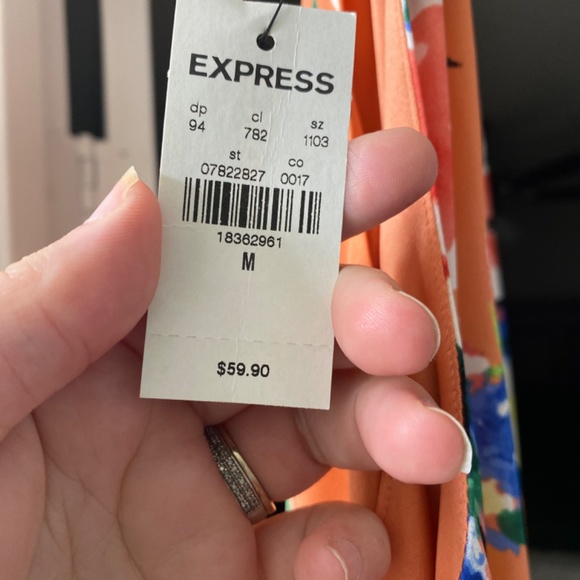 EXPRESS
dp cl sz
94 782 1103
st co
07822827 0017
18362961
M
$59.90